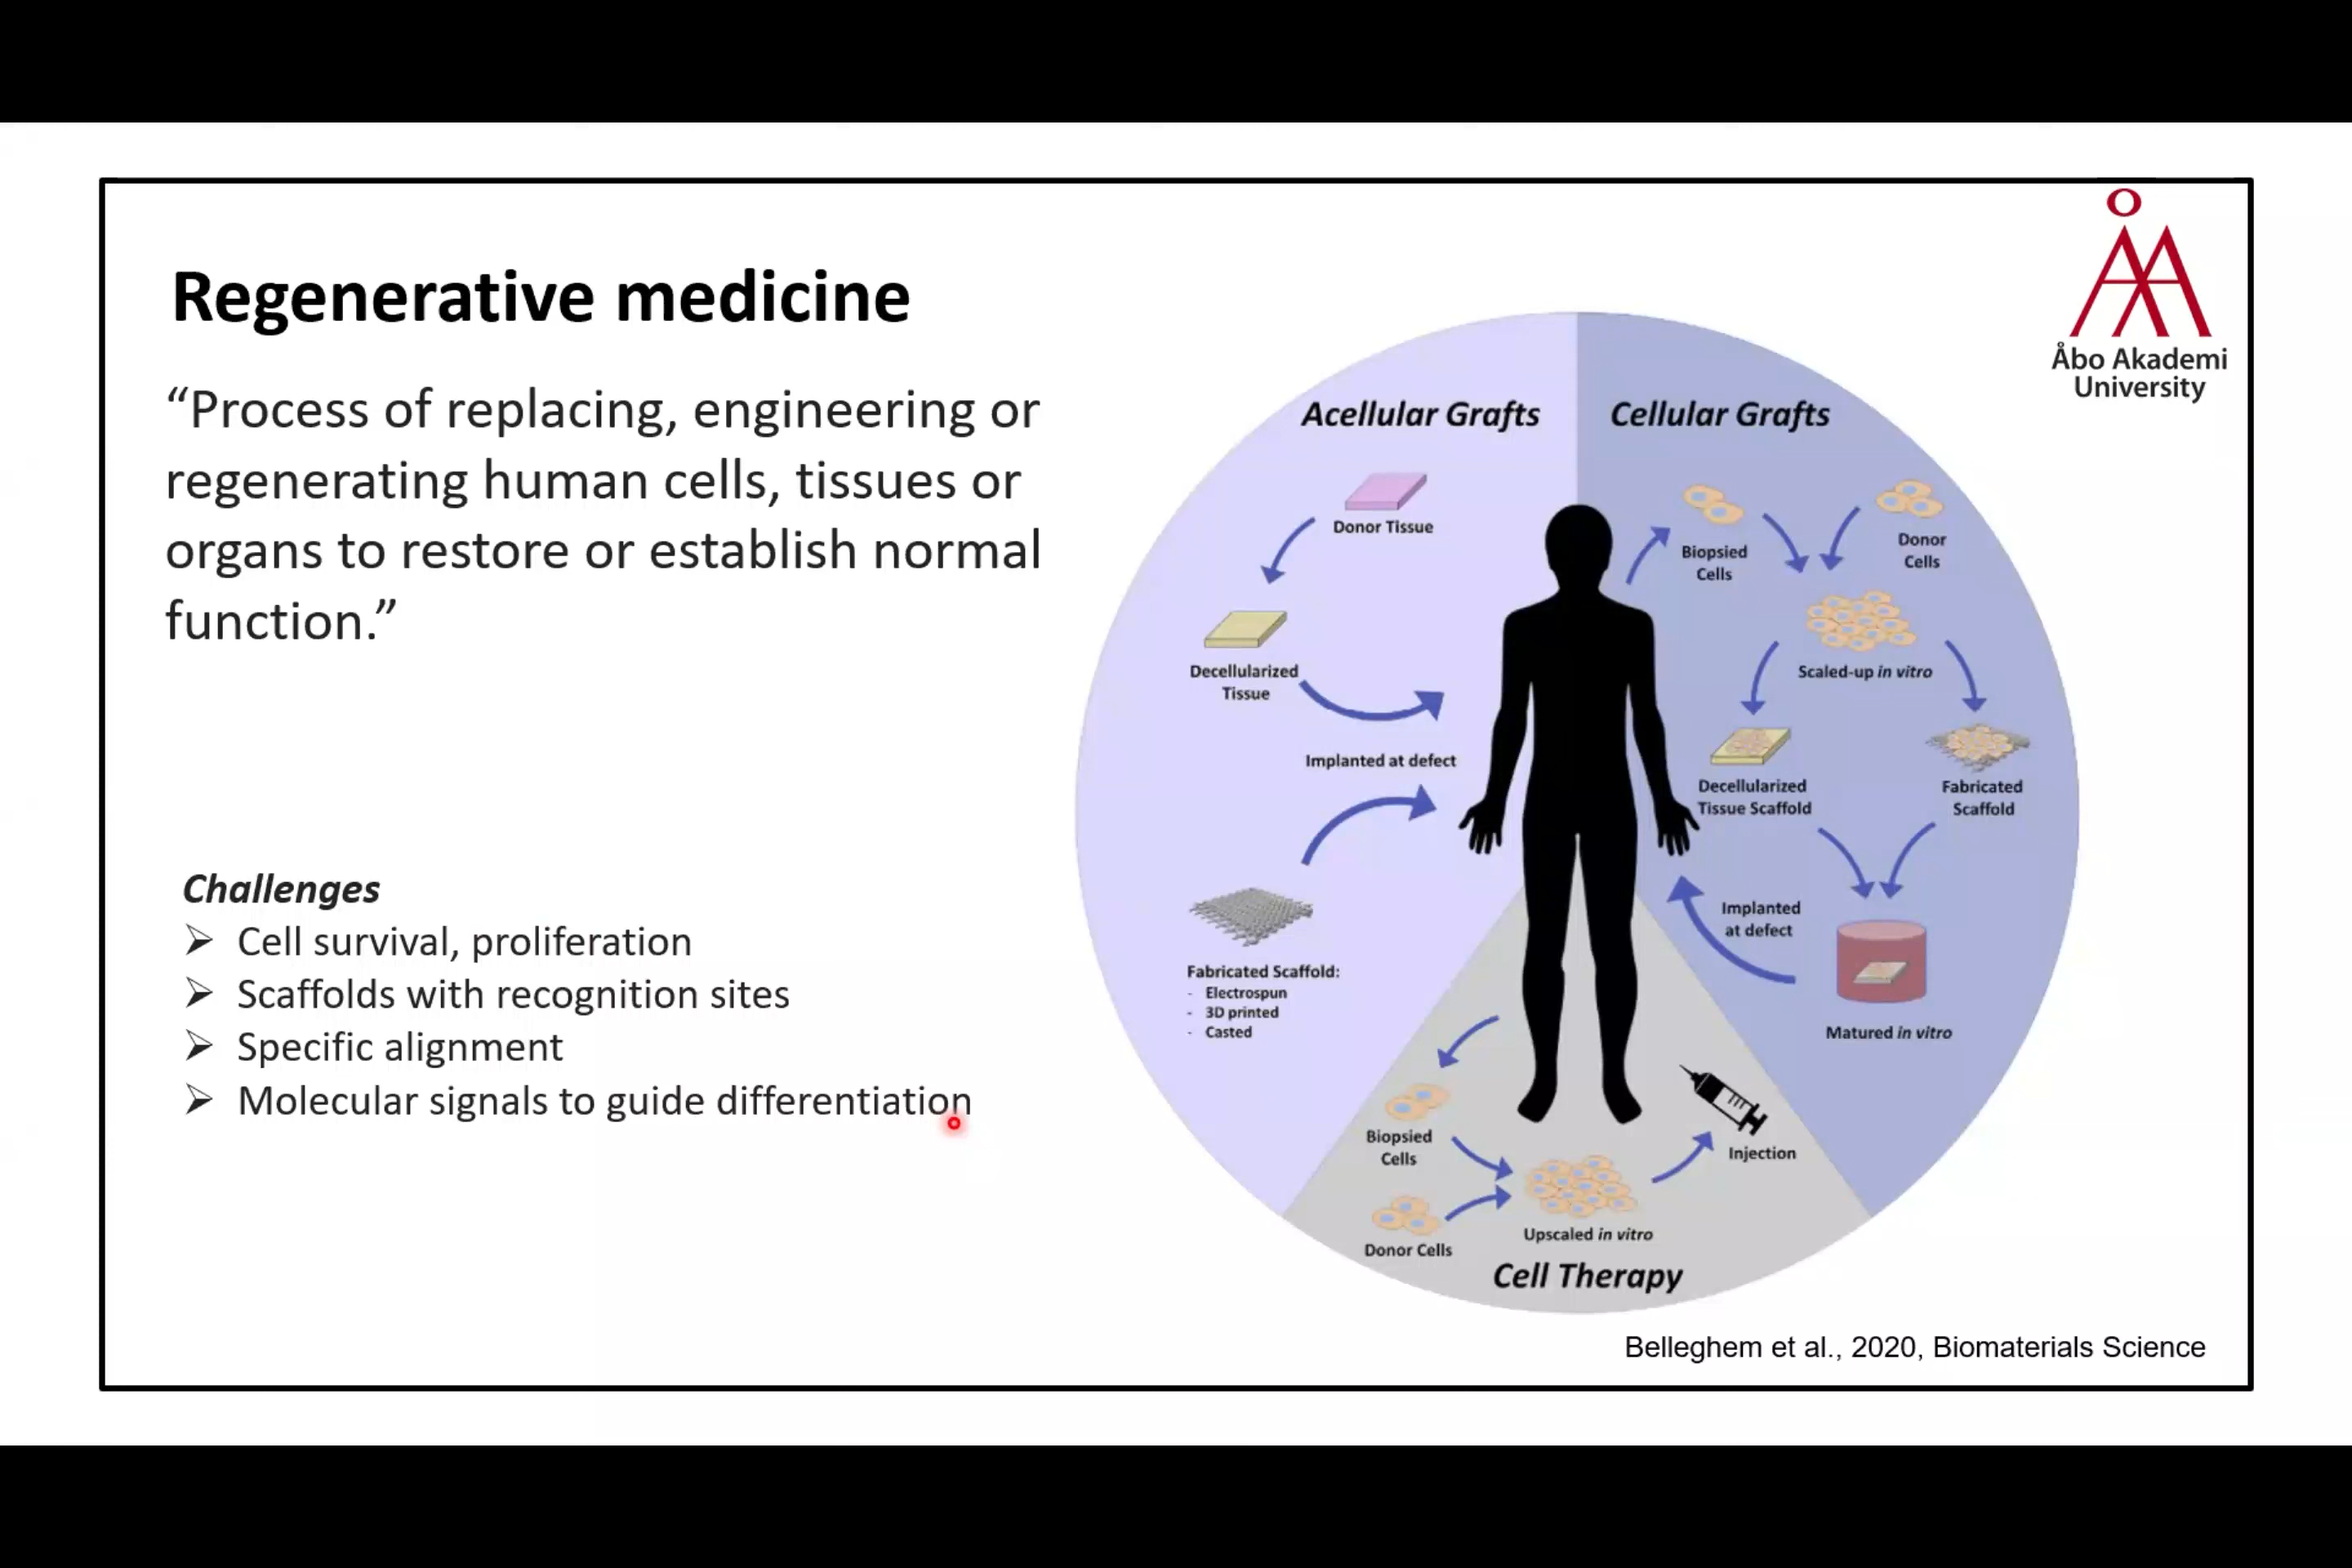 Regenerative medicine
“Process of replacing, engineering or
regenerating human cells, tissues or
organs to restore or establish normal
function.”
Challenges
➢ Cell survival, proliferation
➢ Scaffolds with recognition sites
➢ Specific alignment
➢ Molecular signals to guide differentiation
Åbo Akademi
University
Acellular Grafts
Donor Tissue
Decellularized
Tissue
Implanted at defect
Fabricated Scaffold:
- Electrospun
- 3D printed
- Casted
Cellular Grafts
Biopsied
Cells
Donor
Cells
Scaled-up in vitro
Decellularized
Tissue Scaffold
Fabricated
Scaffold
Implanted
at defect
Matured in vitro
Biopsied
Cells
Donor Cells
Upscaled in vitro
Injection
Cell Therapy
Belleghem et al., 2020, Biomaterials Science